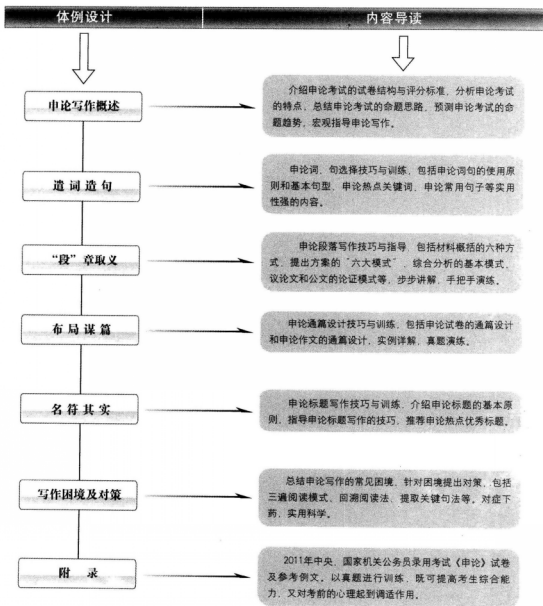 体例设计
内容导读
申论写作概述
介绍申论考试的试卷结构与评分标准、分析申论考试
的特点、总结申论考试的命题思路、预测申论考试的命
题趋势、宏观指导申论写作。
遣词造句
申论词、句选择技巧与训练、包括申论词句的使用原
则和基本句型、申论热点关键词、申论常用句子等实用
性强的内容。
“段”章取义
申论段落写作技巧与指导、包括材料概括的六种方
式、提出方案的“六大模式”、综合分析的基本模式、
议论文和公文的论证模式等，步步讲解、手把手演练。
布局谋篇
申论通篇设计技巧与训练、包括申论试卷的通篇设计
和申论作文的通篇设计、实例详解、真题演练。
名符其实
申论标题写作技巧与训练、介绍申论标题的基本原
则、指导申论标题写作的技巧、推荐申论热点优秀标题。
写作困境及对策
总结申论写作的常见困境、针对困境提出对策、包括
三遍阅读模式、回溯阅读法、提取关键句法等。对症下
药、实用科学。
附 录
2011年中央、国家机关公务员录用考试《申论》试卷
及参考例文。以真题进行训练、既可提高考生综合能
力、又对考前的心理起到调适作用。